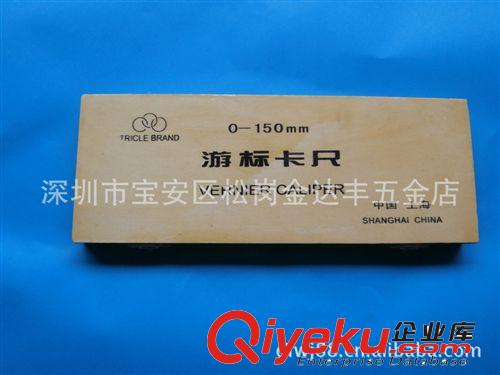 0-150mm
TRICLE BRAND
游标卡尺
深圳市宝安区松岗金达丰五金店
VERNIER CALIPER
中国 上海
SHANGHAI CHINA
Qiyeku.com 企业库
Enterprise Database